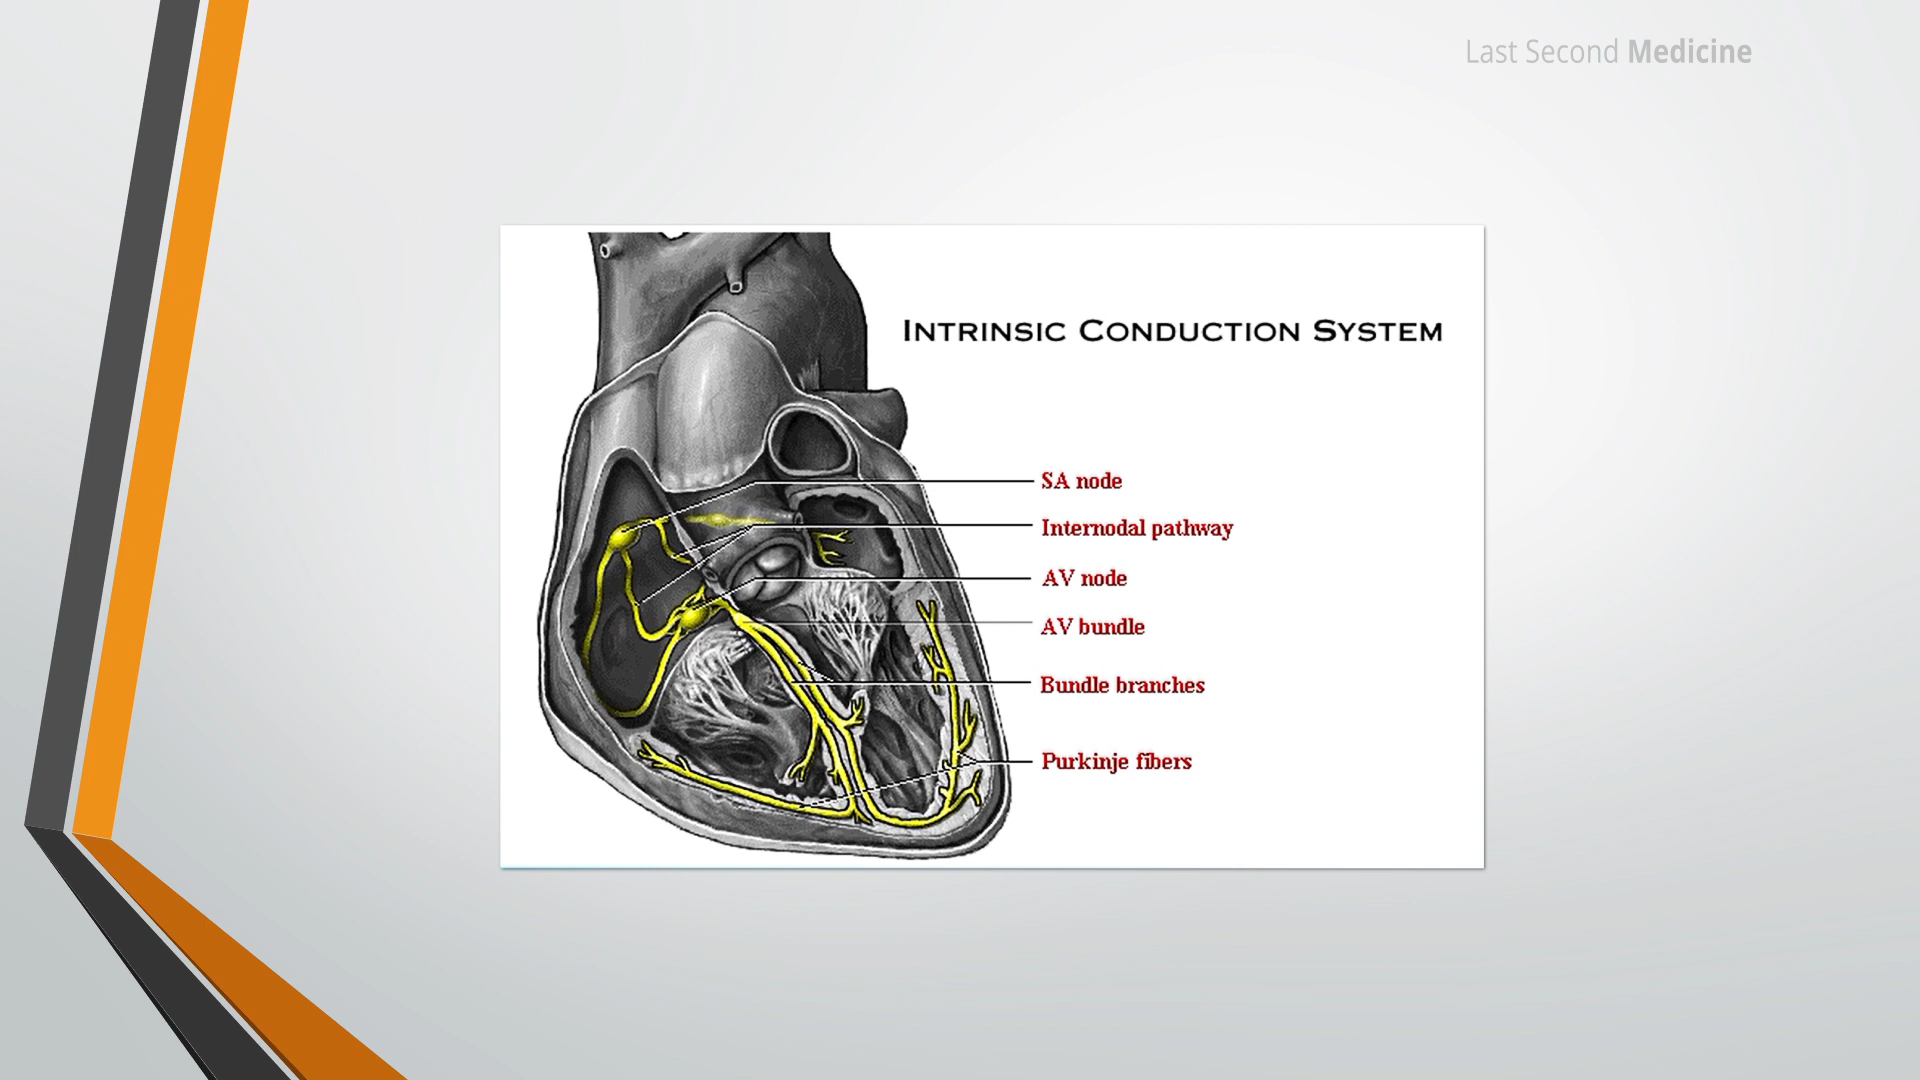 Last Second Medicine
INTRINSIC CONDUCTION SYSTEM
SA node
Internodal pathway
AV node
AV bundle
Bundle branches
Purkinje fibers